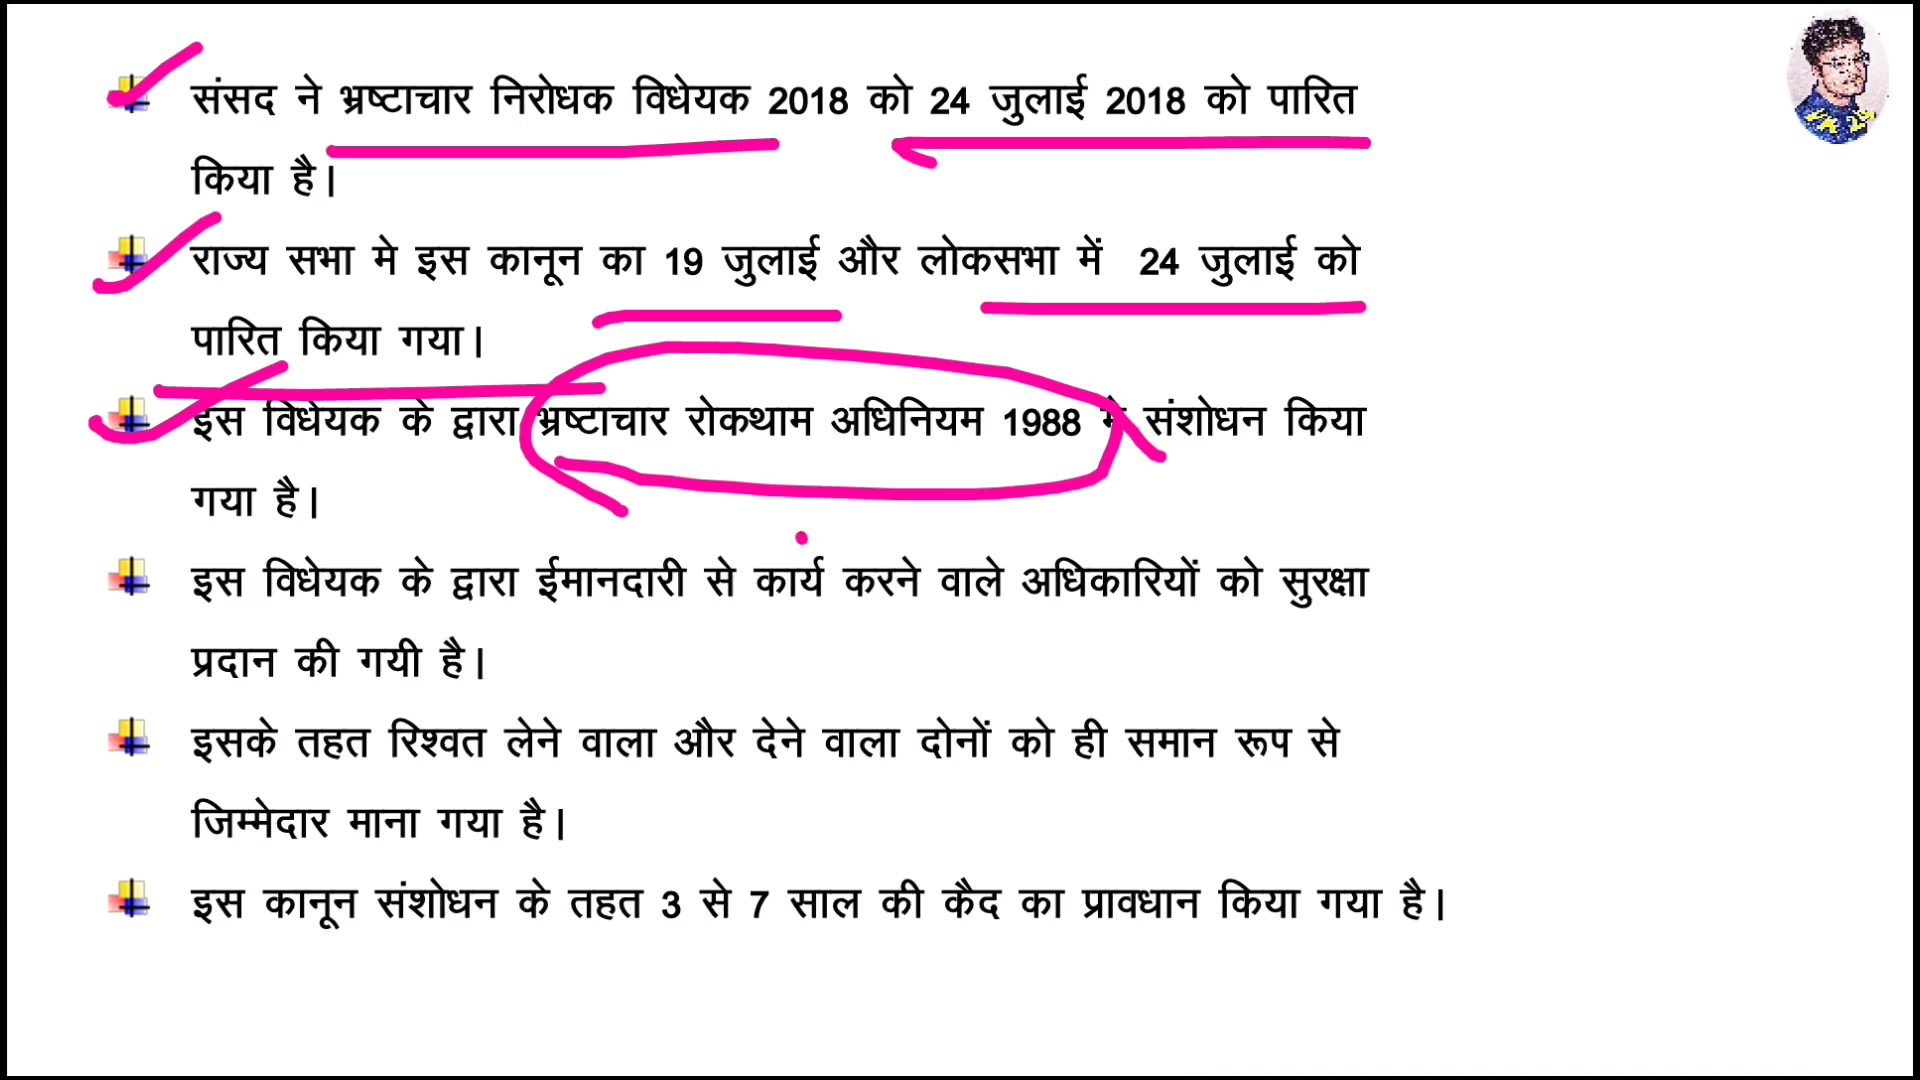 संसद ने भ्रष्टाचार निरोधक विधेयक 2018 को 24 जुलाई 2018 को पारित
किया है।
राज्य सभा मे इस कानून का 19 जुलाई और लोकसभा में 24 जुलाई को
पारित किया गया।
इस विधेयक के द्वारा भ्रष्टाचार रोकथाम अधिनियम 1988 मे संशोधन किया
गया है।
इस विधेयक के द्वारा ईमानदारी से कार्य करने वाले अधिकारियों को सुरक्षा
प्रदान की गयी है।
इसके तहत रिश्वत लेने वाला और देने वाला दोनों को ही समान रूप से
जिम्मेदार माना गया है।
इस कानून संशोधन के तहत 3 से 7 साल की कैद का प्रावधान किया गया है।